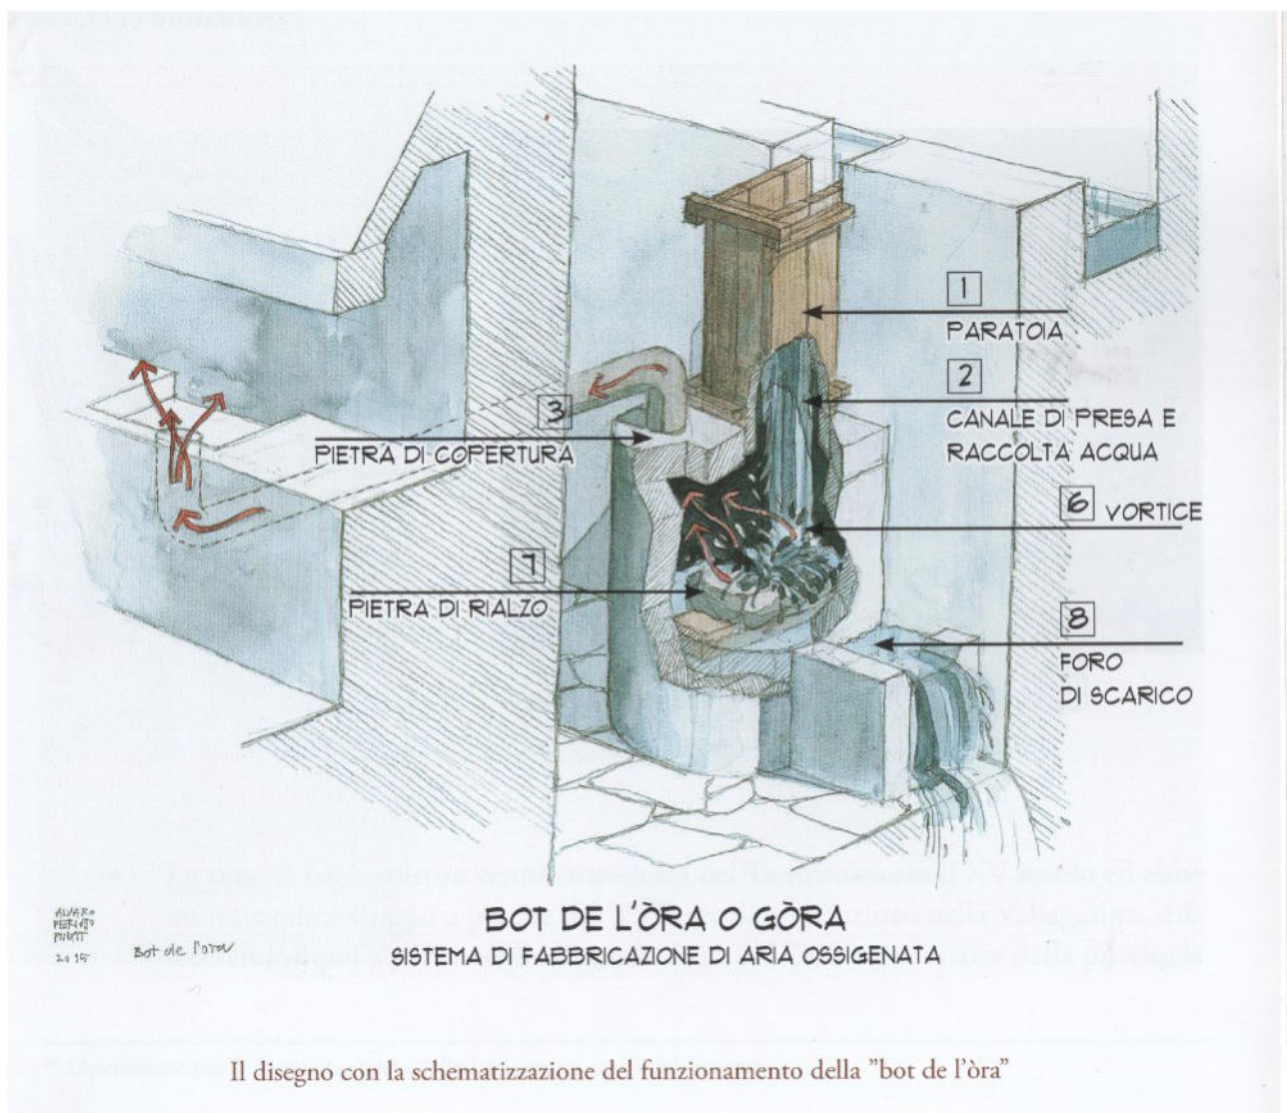 1
PARATOIA
2
CANALE DI PRESA E
RACCOLTA ACQUA
3
PIETRA DI COPERTURA
6 VORTICE
7
PIETRA DI RIALZO
8
FORO
DI SCARICO
ALVARO
2015
Bot de l'ora
BOT DE L'ÒRA O GÒRA
SISTEMA DI FABBRICAZIONE DI ARIA OSSIGENATA
Il disegno con la schematizzazione del funzionamento della "bot de l'òra"